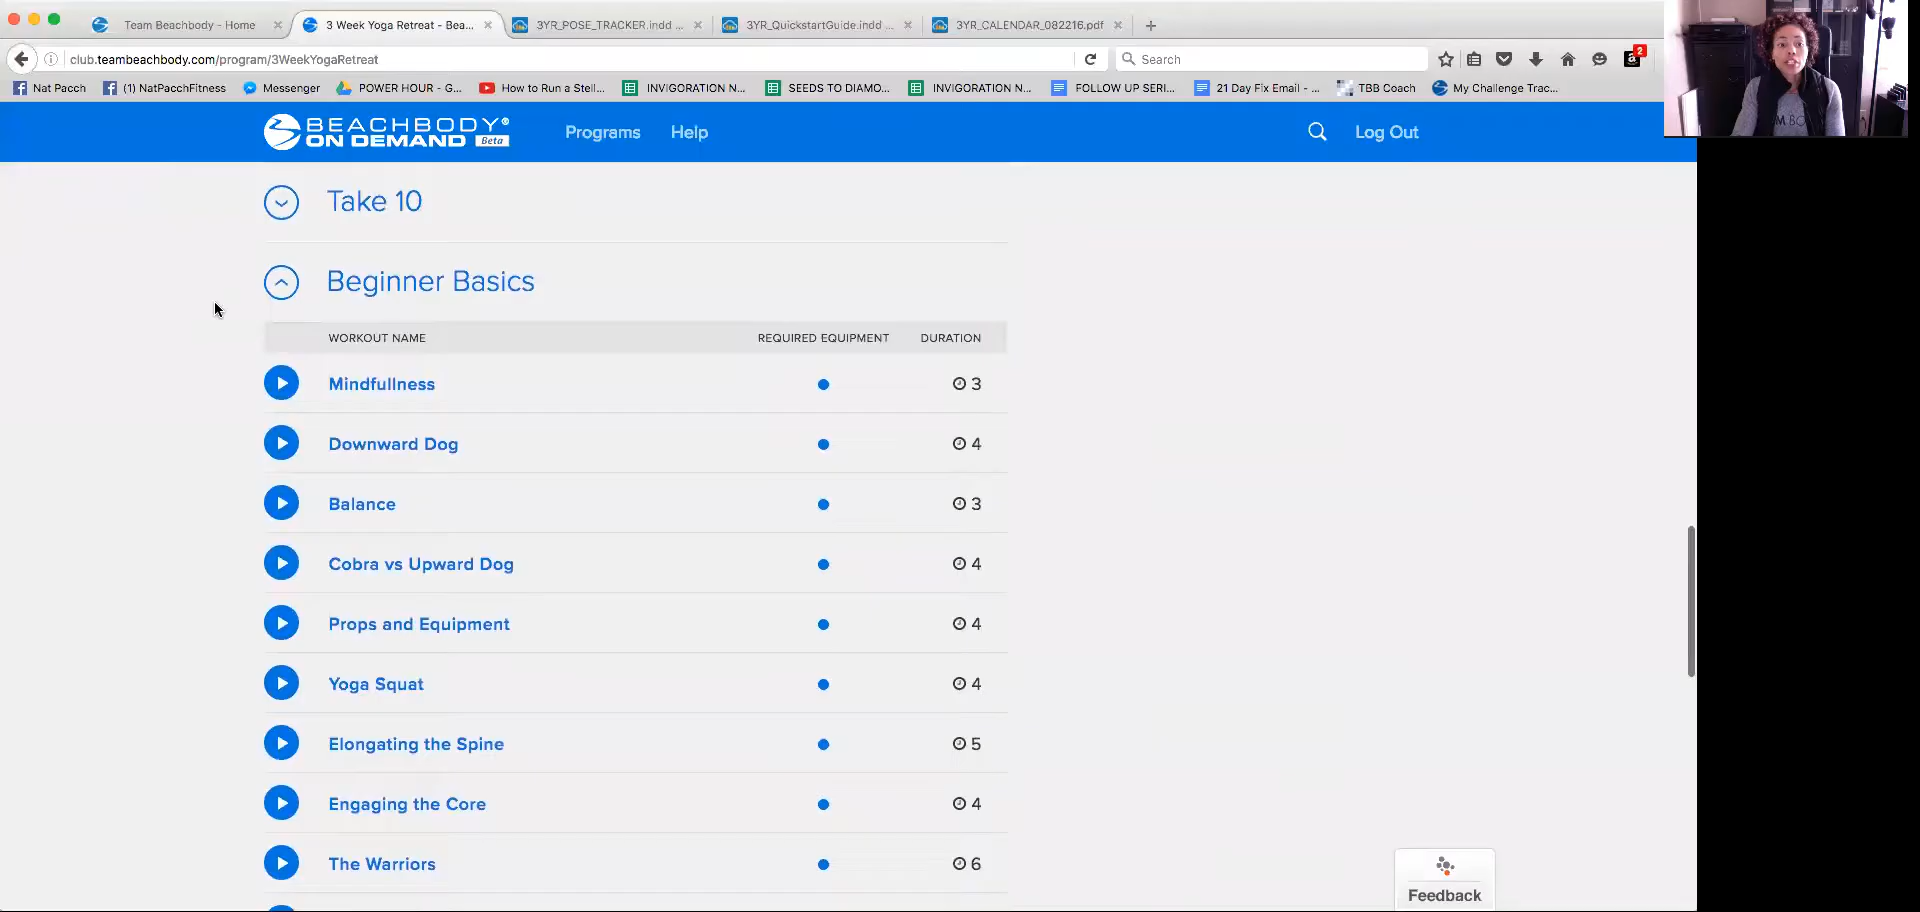 Team Beachbody - Home
3 Week Yoga Retreat - Bea...
3YR_POSE_TRACKER.indd ...
3YR_QuickstartGuide.indd ...
3YR_CALENDAR_082216.pdf
club.teambeachbody.com/program/3WeekYogaRetreat
Search
2
Nat Pacch
(1) NatPacchFitness
Messenger
POWER HOUR - G...
How to Run a Stell...
INVIGORATION N...
SEEDS TO DIAMO...
INVIGORATION N...
FOLLOW UP SERI...
21 Day Fix Email - ...
TBB Coach
My Challenge Trac...
BEACHBODY®
ON DEMAND Beta
Programs
Help
Log Out
Take 10
Beginner Basics
WORKOUT NAME REQUIRED EQUIPMENT DURATION
Mindfullness 3
Downward Dog 4
Balance 3
Cobra vs Upward Dog 4
Props and Equipment 4
Yoga Squat 4
Elongating the Spine 5
Engaging the Core 4
The Warriors 6
Feedback